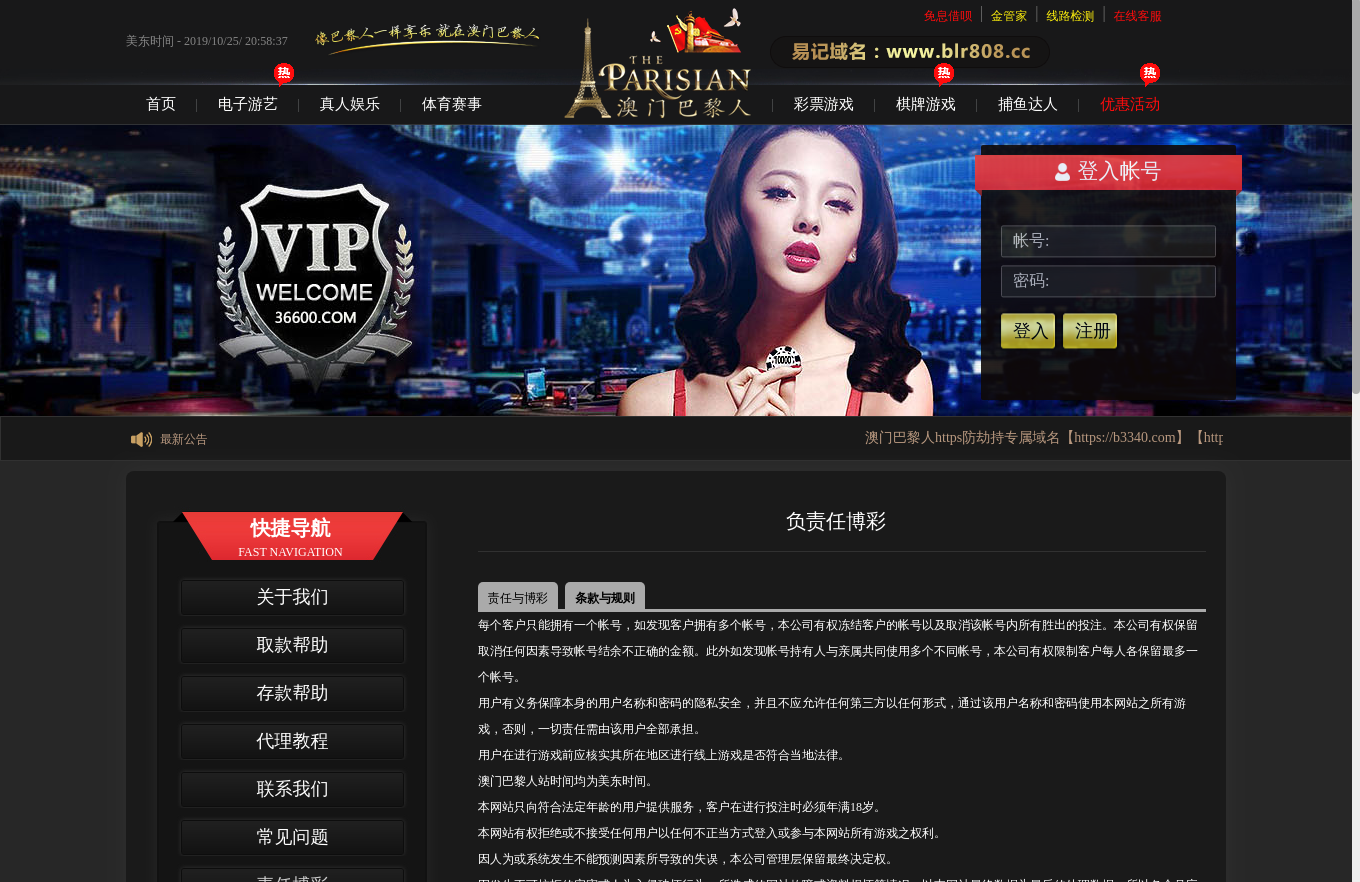 免息借呗 金管家 线路检测 在线客服
美东时间 - 2019/10/25/ 20:58:37
像巴黎人一样享乐 就在澳门巴黎人
THE
PARISIAN
澳门巴黎人
易记域名：www.blr808.cc
热 热 热
首页 电子游艺 真人娱乐 体育赛事 彩票游戏 棋牌游戏 捕鱼达人 优惠活动
VIP
WELCOME
36600.COM
10000
登入帐号
帐号:
密码:
登入 注册
最新公告
澳门巴黎人https防劫持专属域名【https://b3340.com】【http
快捷导航
FAST NAVIGATION
关于我们
取款帮助
存款帮助
代理教程
联系我们
常见问题
责任博彩
负责任博彩
责任与博彩 条款与规则
每个客户只能拥有一个帐号，如发现客户拥有多个帐号，本公司有权冻结客户的帐号以及取消该帐号内所有胜出的投注。本公司有权保留
取消任何因素导致帐号结余不正确的金额。此外如发现帐号持有人与亲属共同使用多个不同帐号，本公司有权限制客户每人各保留最多一
个帐号。
用户有义务保障本身的用户名称和密码的隐私安全，并且不应允许任何第三方以任何形式，通过该用户名称和密码使用本网站之所有游
戏，否则，一切责任需由该用户全部承担。
用户在进行游戏前应核实其所在地区进行线上游戏是否符合当地法律。
澳门巴黎人站时间均为美东时间。
本网站只向符合法定年龄的用户提供服务，客户在进行投注时必须年满18岁。
本网站有权拒绝或不接受任何用户以任何不正当方式登入或参与本网站所有游戏之权利。
因人为或系统发生不能预测因素所导致的失误，本公司管理层保留最终决定权。